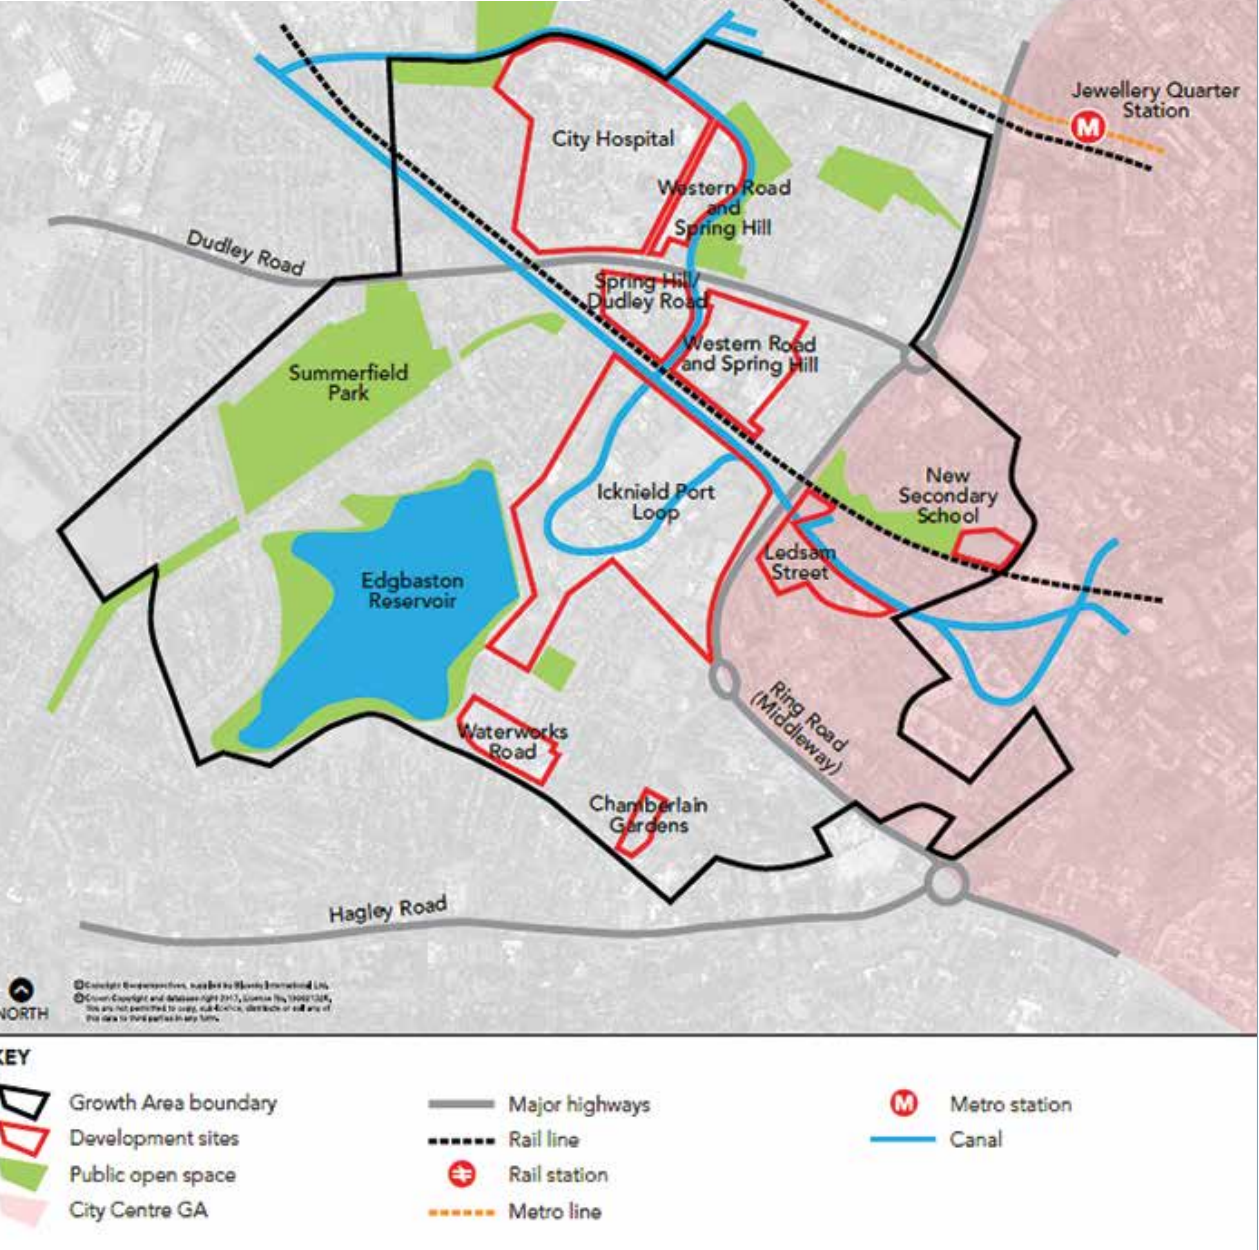 Jewellery Quarter
Station
M
City Hospital
Western Road
and
Spring Hill
Dudley Road
Spring Hill/
Dudley Road
Western Road
and Spring Hill
Summerfield
Park
New
Secondary
School
Icknield Port
Loop
Ledsam
Street
Edgbaston
Reservoir
Ring Road
(Middleway)
Waterworks
Road
Chamberlain
Gardens
Hagley Road
NORTH
KEY
Growth Area boundary
Development sites
Public open space
City Centre GA
Major highways
Rail line
Rail station
Metro line
M Metro station
Canal